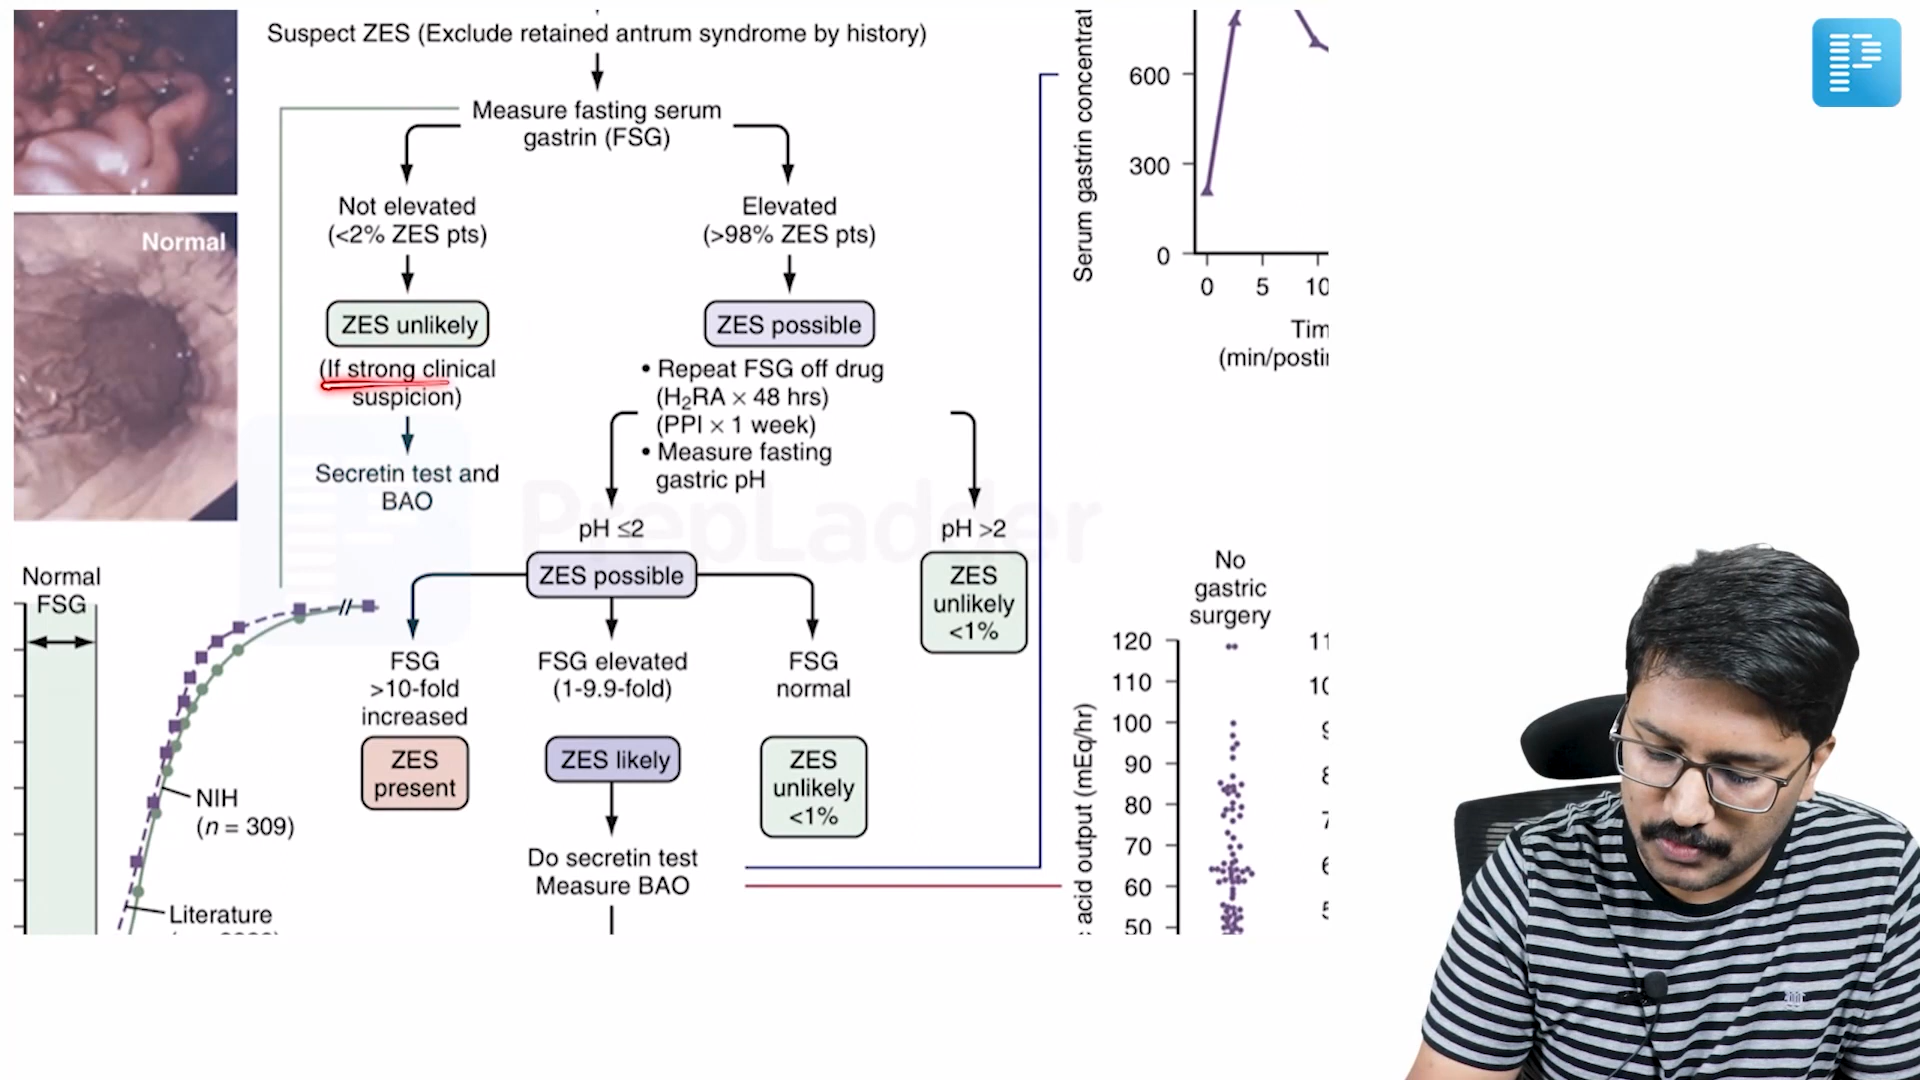 Suspect ZES (Exclude retained antrum syndrome by history)
Measure fasting serum
gastrin (FSG)
Not elevated
(<2% ZES pts)
Elevated
(>98% ZES pts)
ZES unlikely
ZES possible
(If strong clinical
suspicion)
Secretin test and
BAO
• Repeat FSG off drug
(H₂RA × 48 hrs)
(PPI × 1 week)
• Measure fasting
gastric pH
pH ≤2
pH >2
ZES possible
ZES
unlikely
<1%
FSG
>10-fold
increased
FSG elevated
(1-9.9-fold)
FSG
normal
ZES
present
ZES likely
ZES
unlikely
<1%
Do secretin test
Measure BAO
Normal
Normal
FSG
NIH
(n = 309)
Literature
PrepLadder
Serum gastrin
600
300
0
0 5 10
(min/
No
gastric
surgery
acid output (mEq/hr)
120
110
100
90
80
70
60
50